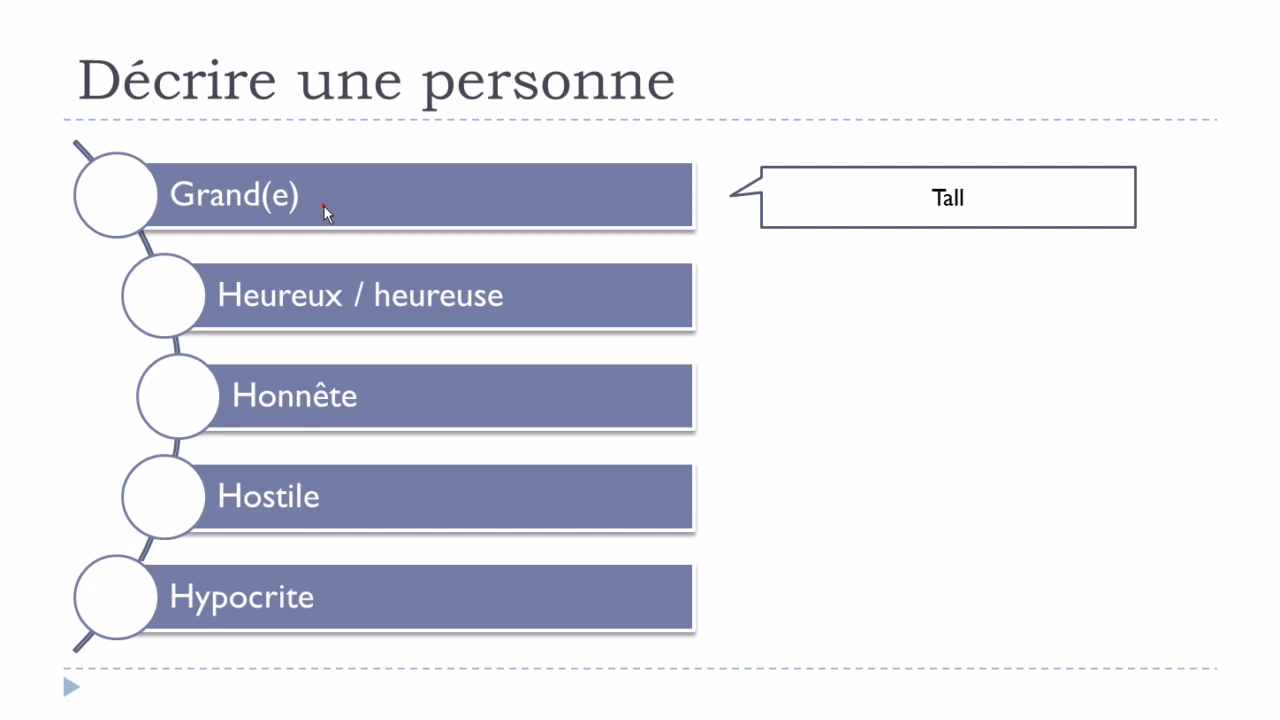 Décrire une personne
Grand(e)
Tall
Heureux / heureuse
Honnête
Hostile
Hypocrite